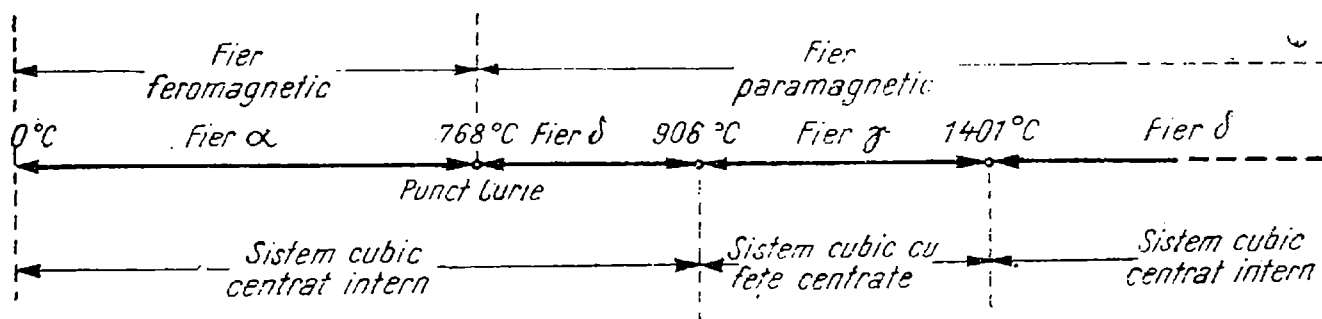 Fier
feromagnetic
Fier
paramagnetic
0°C Fier α 768°C Fier δ 906°C Fier γ 1401°C Fier δ
Punct Curie
Sistem cubic
centrat intern
Sistem cubic cu
fețe centrate
Sistem cubic
centrat intern